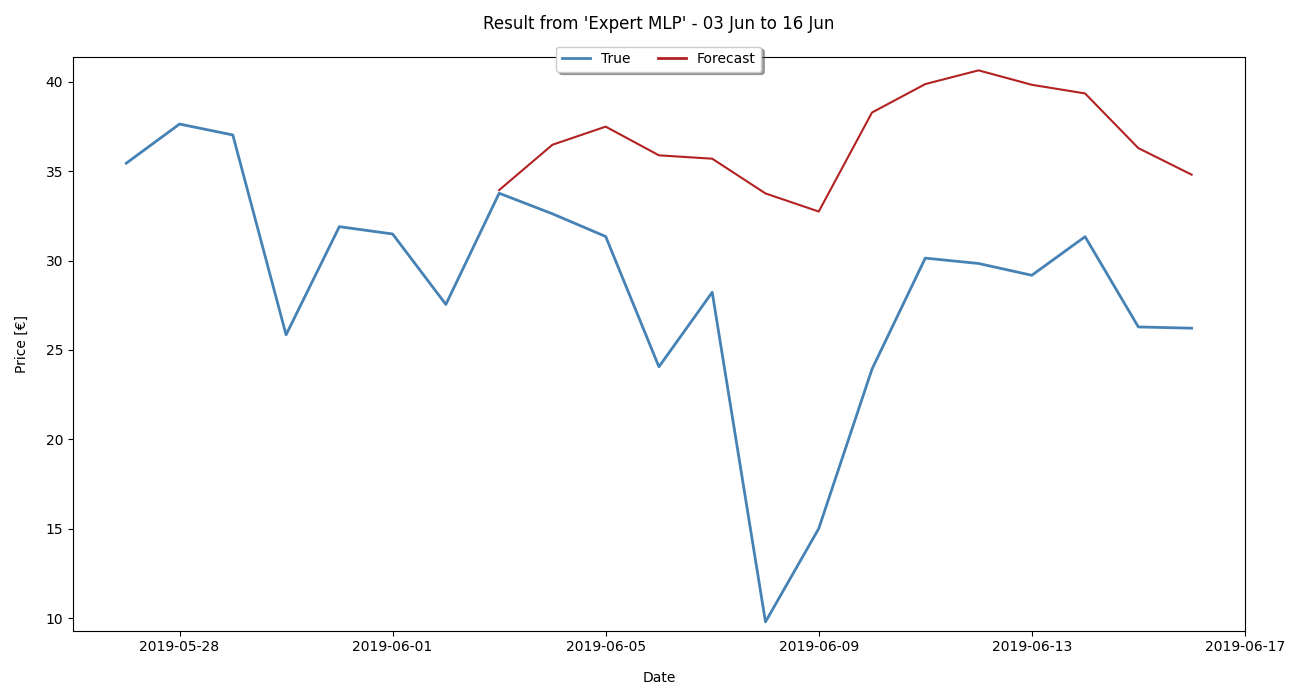 Result from 'Expert MLP' - 03 Jun to 16 Jun
True Forecast
40
35
30
25
20
15
10
Price [€]
2019-05-28 2019-06-01 2019-06-05 2019-06-09 2019-06-13 2019-06-17
Date